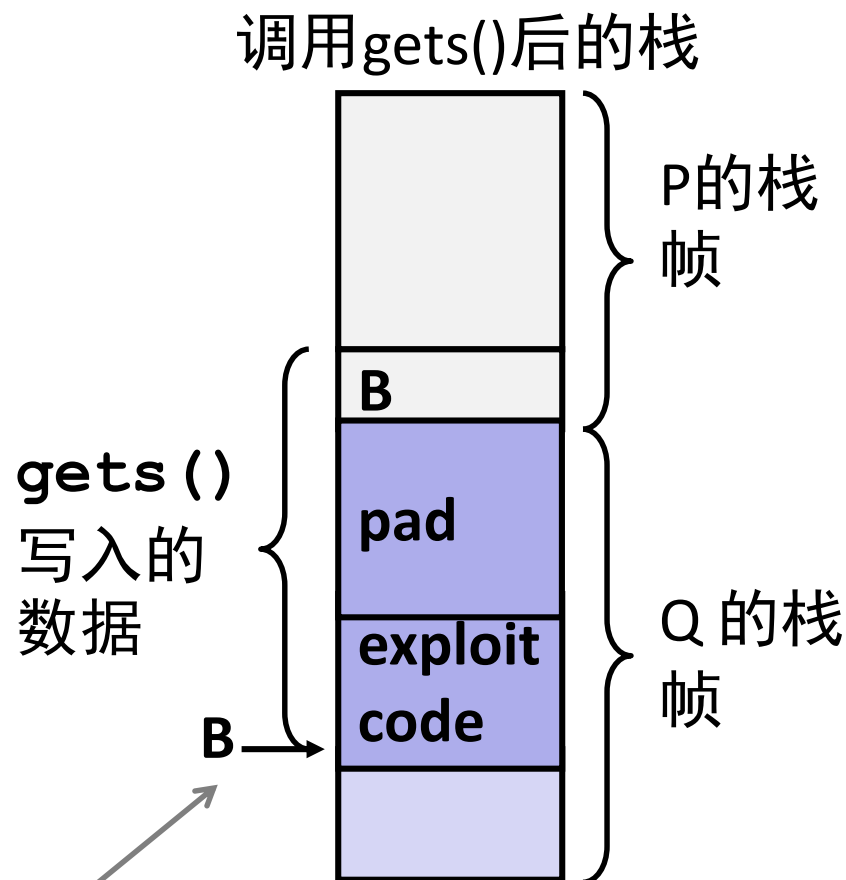 调用gets()后的栈
P的栈
帧
B
gets()
写入的
数据
pad
exploit
code
B
Q 的栈
帧